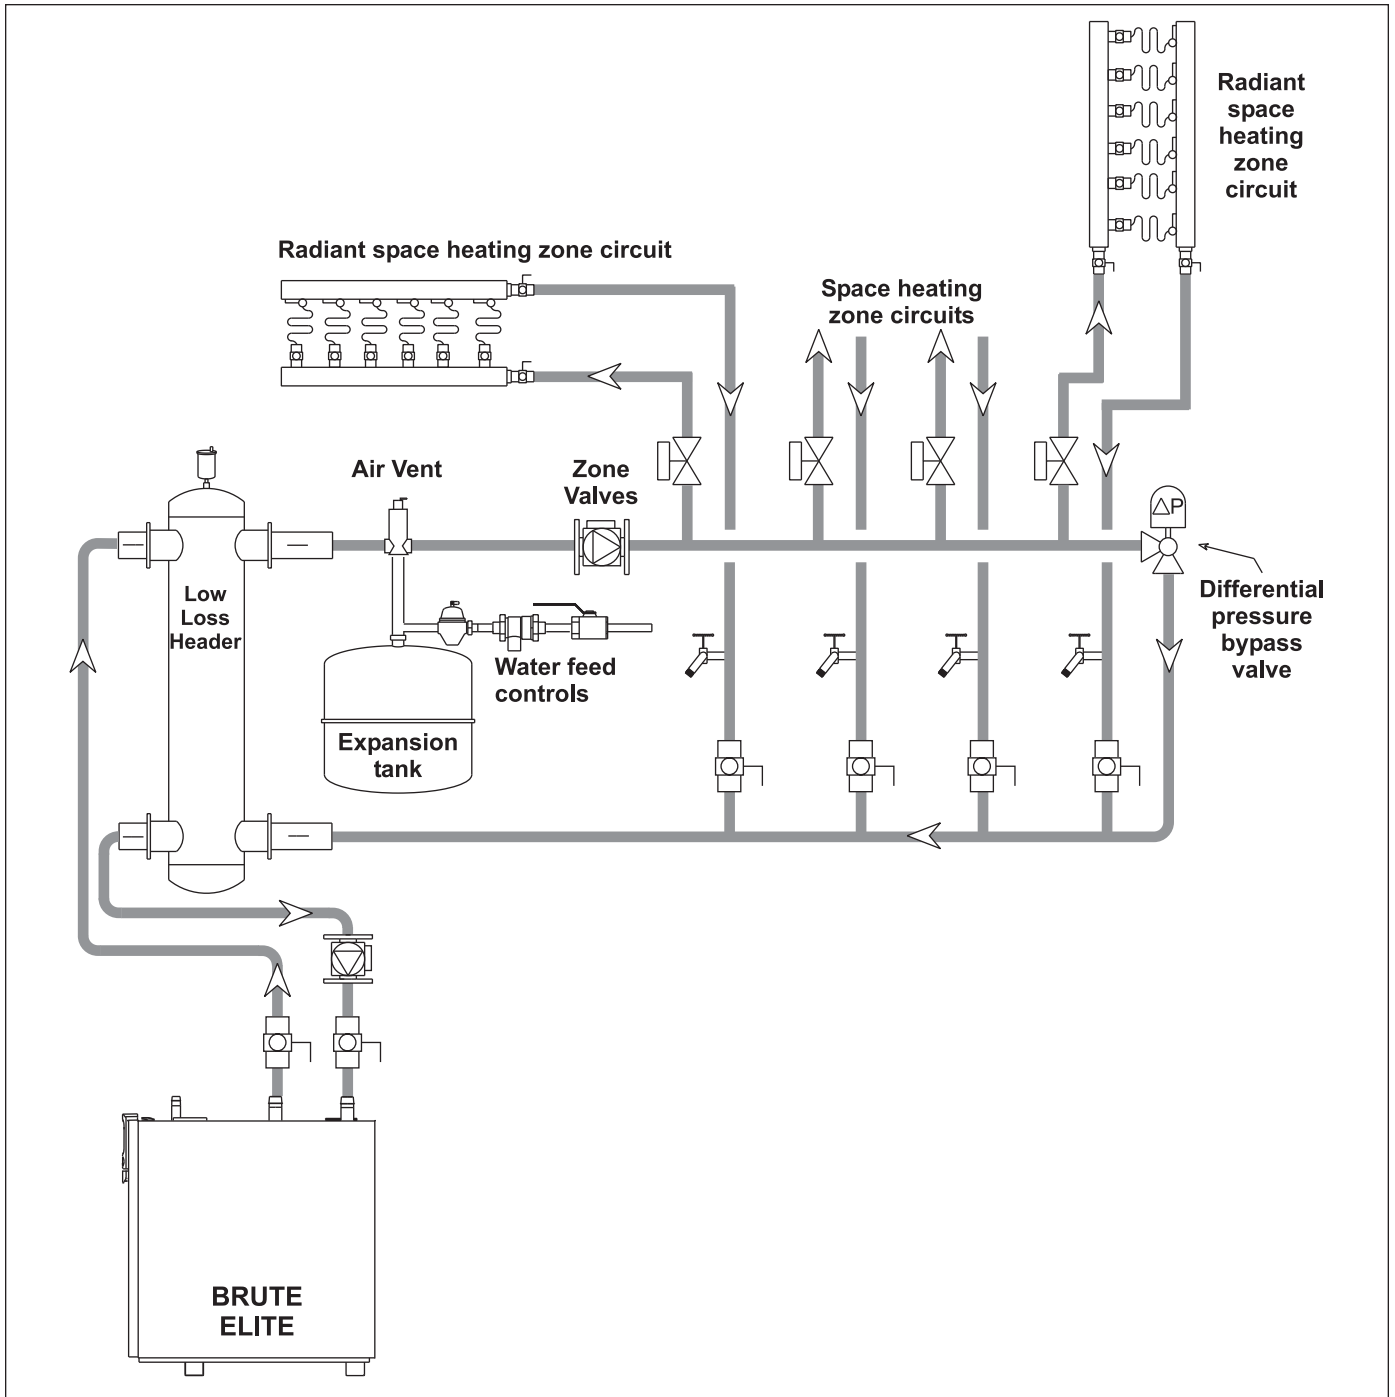 Radiant
space
heating
zone
circuit
Radiant space heating zone circuit
Space heating
zone circuits
Air Vent
Zone
Valves
ΔP
Low
Loss
Header
Differential
pressure
bypass
valve
Water feed
controls
Expansion
tank
BRUTE
ELITE